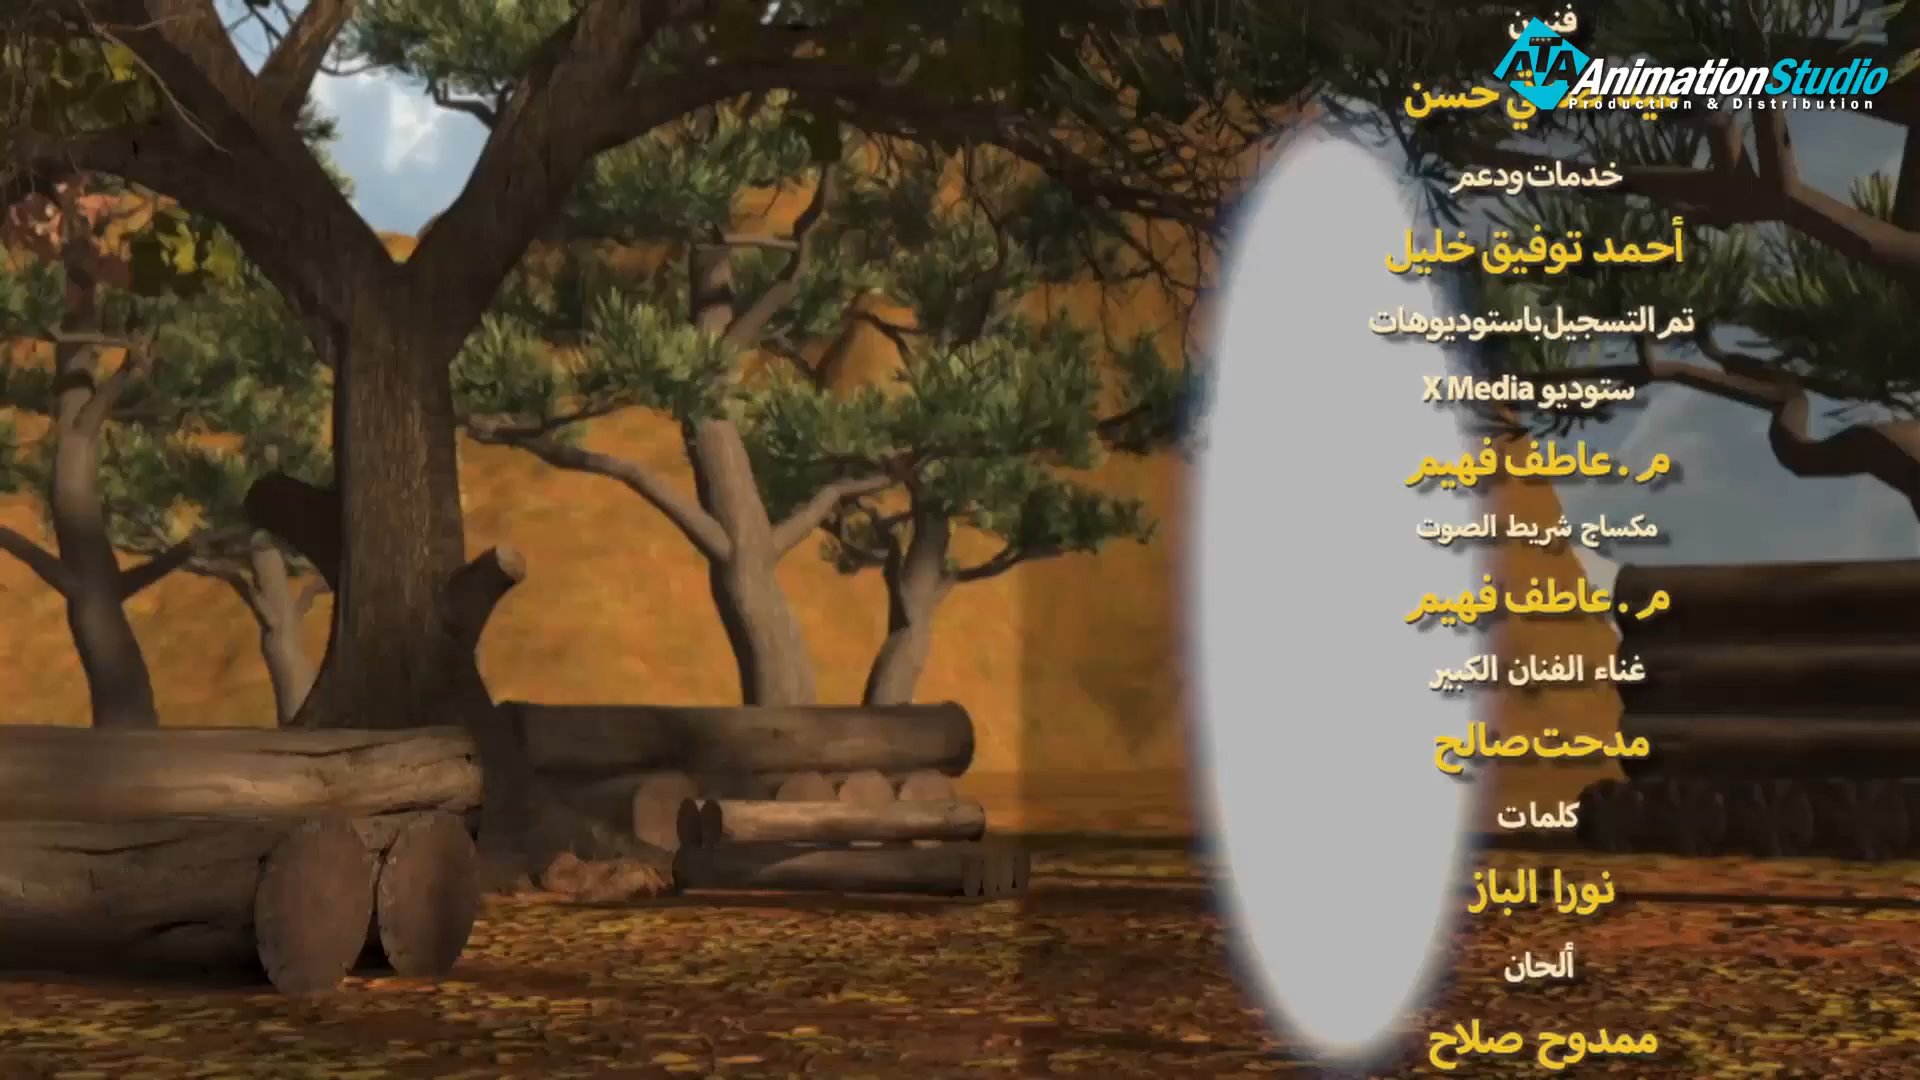 ATA AnimationStudio
Production & Distribution
حسن
خدمات ودعم
أحمد توفيق خليل
تم التسجيل باستوديوهات
ستوديو X Media
م . عاطف فهيم
مكساج شريط الصوت
م . عاطف فهيم
غناء الفنان الكبير
مدحت صالح
كلمات
نورا الباز
ألحان
ممدوح صلاح